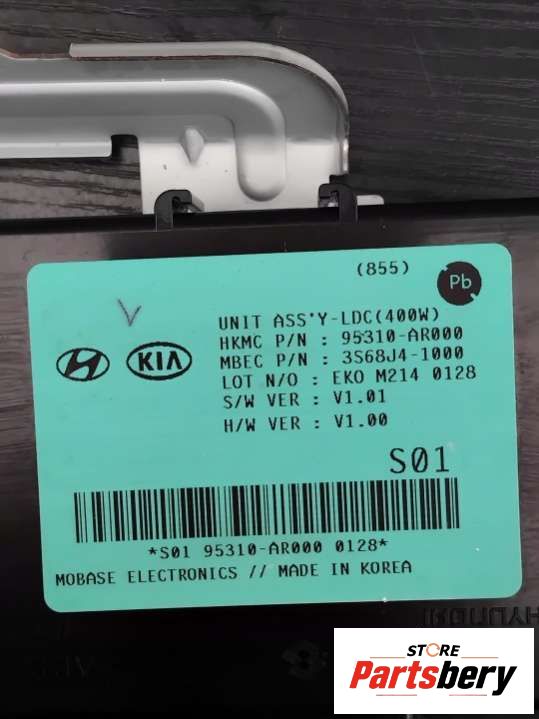 (855)
Pb
UNIT ASS'Y-LDC(400W)
HKMC P/N : 95310-AR000
MBEC P/N : 3S68J4-1000
LOT N/O : EKO M214 0128
S/W VER : V1.01
H/W VER : V1.00
KIA
S01
*S01 95310-AR000 0128*
MOBASE ELECTRONICS // MADE IN KOREA
HYUNDAI
STORE
Partsbery